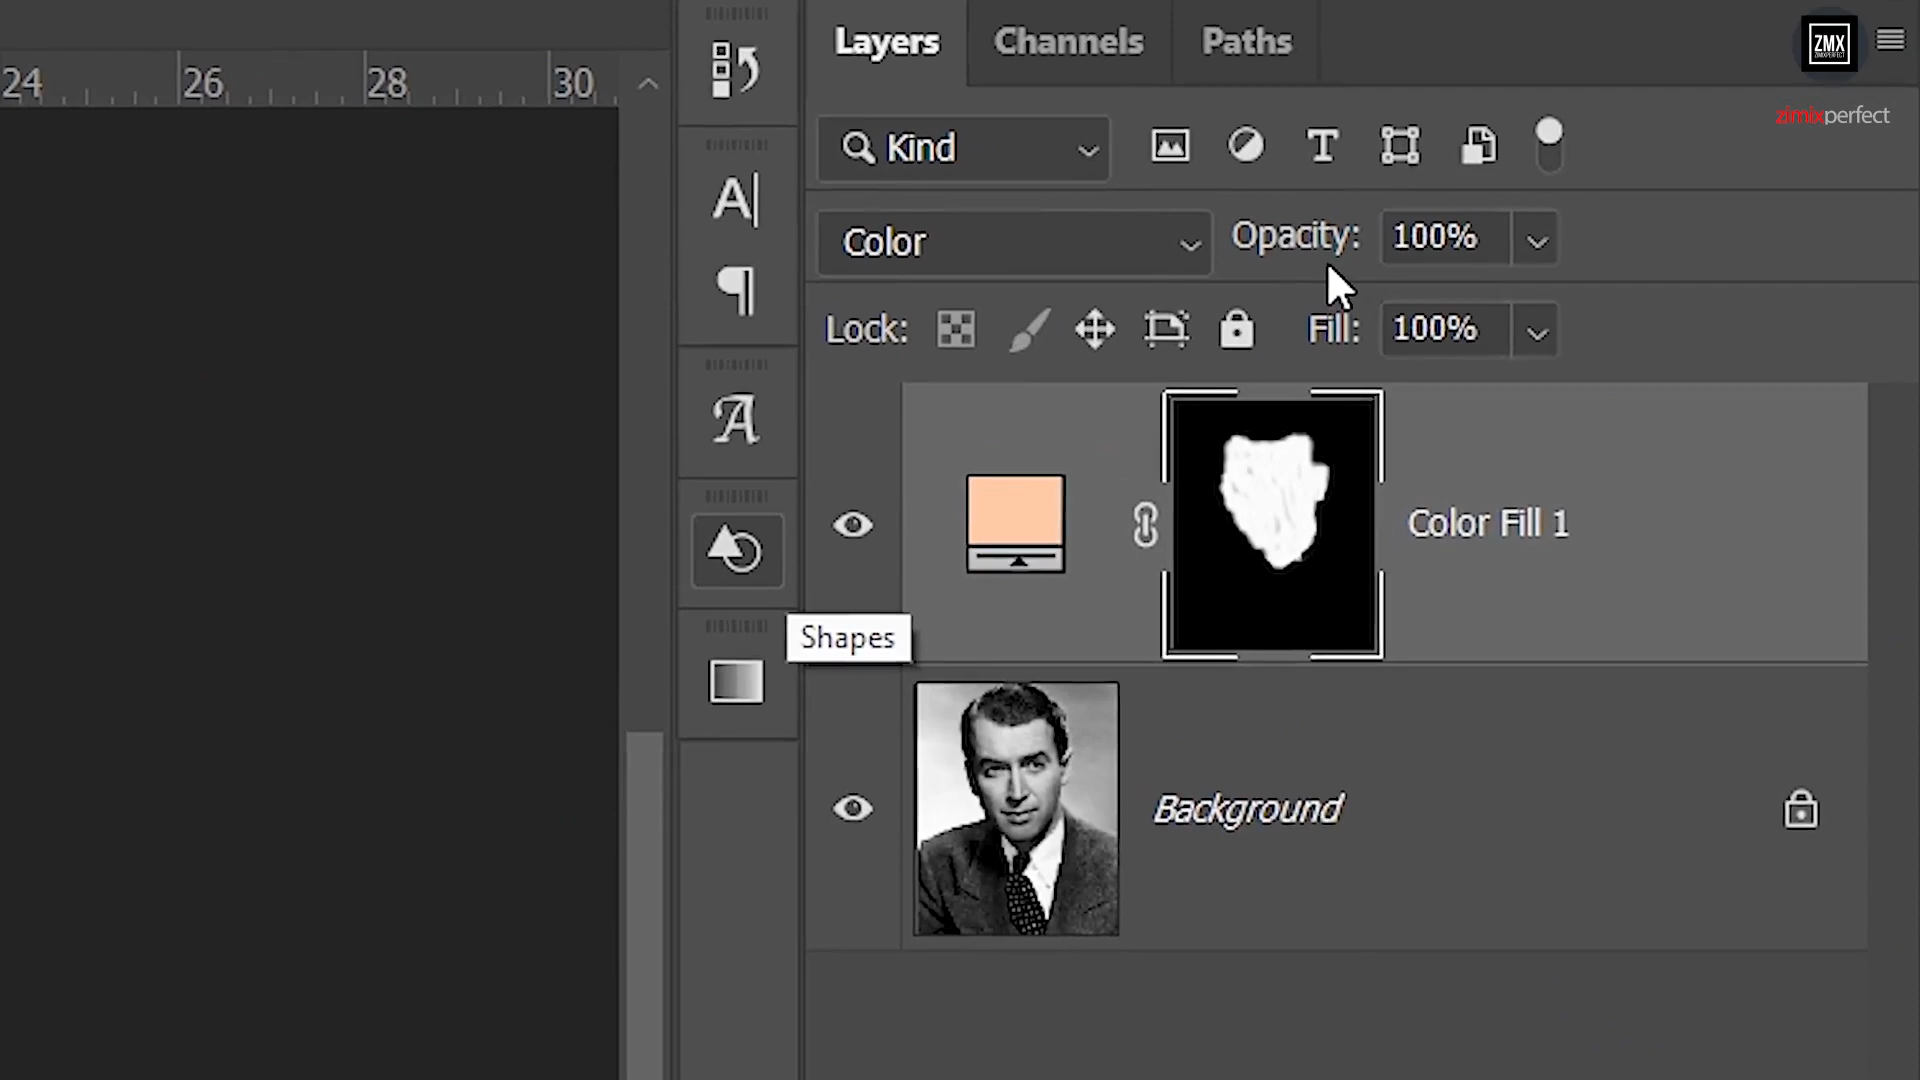 24 26 28 30
Layers Channels Paths
ZMX
ZIMIXPERFECT
zimixperfect
Kind
Color
Opacity: 100%
Lock:
Fill: 100%
Color Fill 1
Shapes
Background